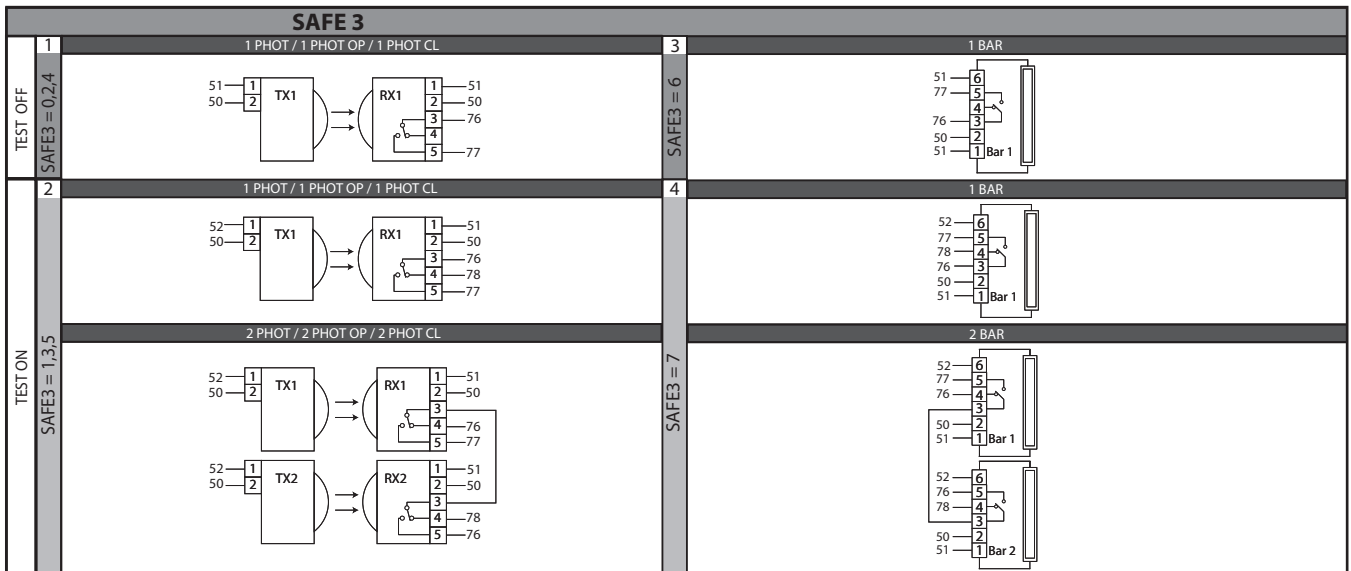 SAFE 3
TEST OFF
SAFE3 = 0,2,4
1
1 PHOT / 1 PHOT OP / 1 PHOT CL
51 1
50 2
TX1
RX1
1 51
2 50
3 76
4
5 77
SAFE3 = 6
3
1 BAR
51 6
77 5
4
76 3
50 2
51 1 Bar 1
TEST ON
SAFE3 = 1,3,5
2
1 PHOT / 1 PHOT OP / 1 PHOT CL
52 1
50 2
TX1
RX1
1 51
2 50
3 76
4 78
5 77
2 PHOT / 2 PHOT OP / 2 PHOT CL
52 1
50 2
TX1
RX1
1 51
2 50
3
4 76
5 77
52 1
50 2
TX2
RX2
1 51
2 50
3
4 78
5 76
SAFE3 = 7
4
1 BAR
52 6
77 5
78 4
76 3
50 2
51 1 Bar 1
2 BAR
52 6
77 5
76 4
3
50 2
51 1 Bar 1
52 6
76 5
78 4
3
50 2
51 1 Bar 2